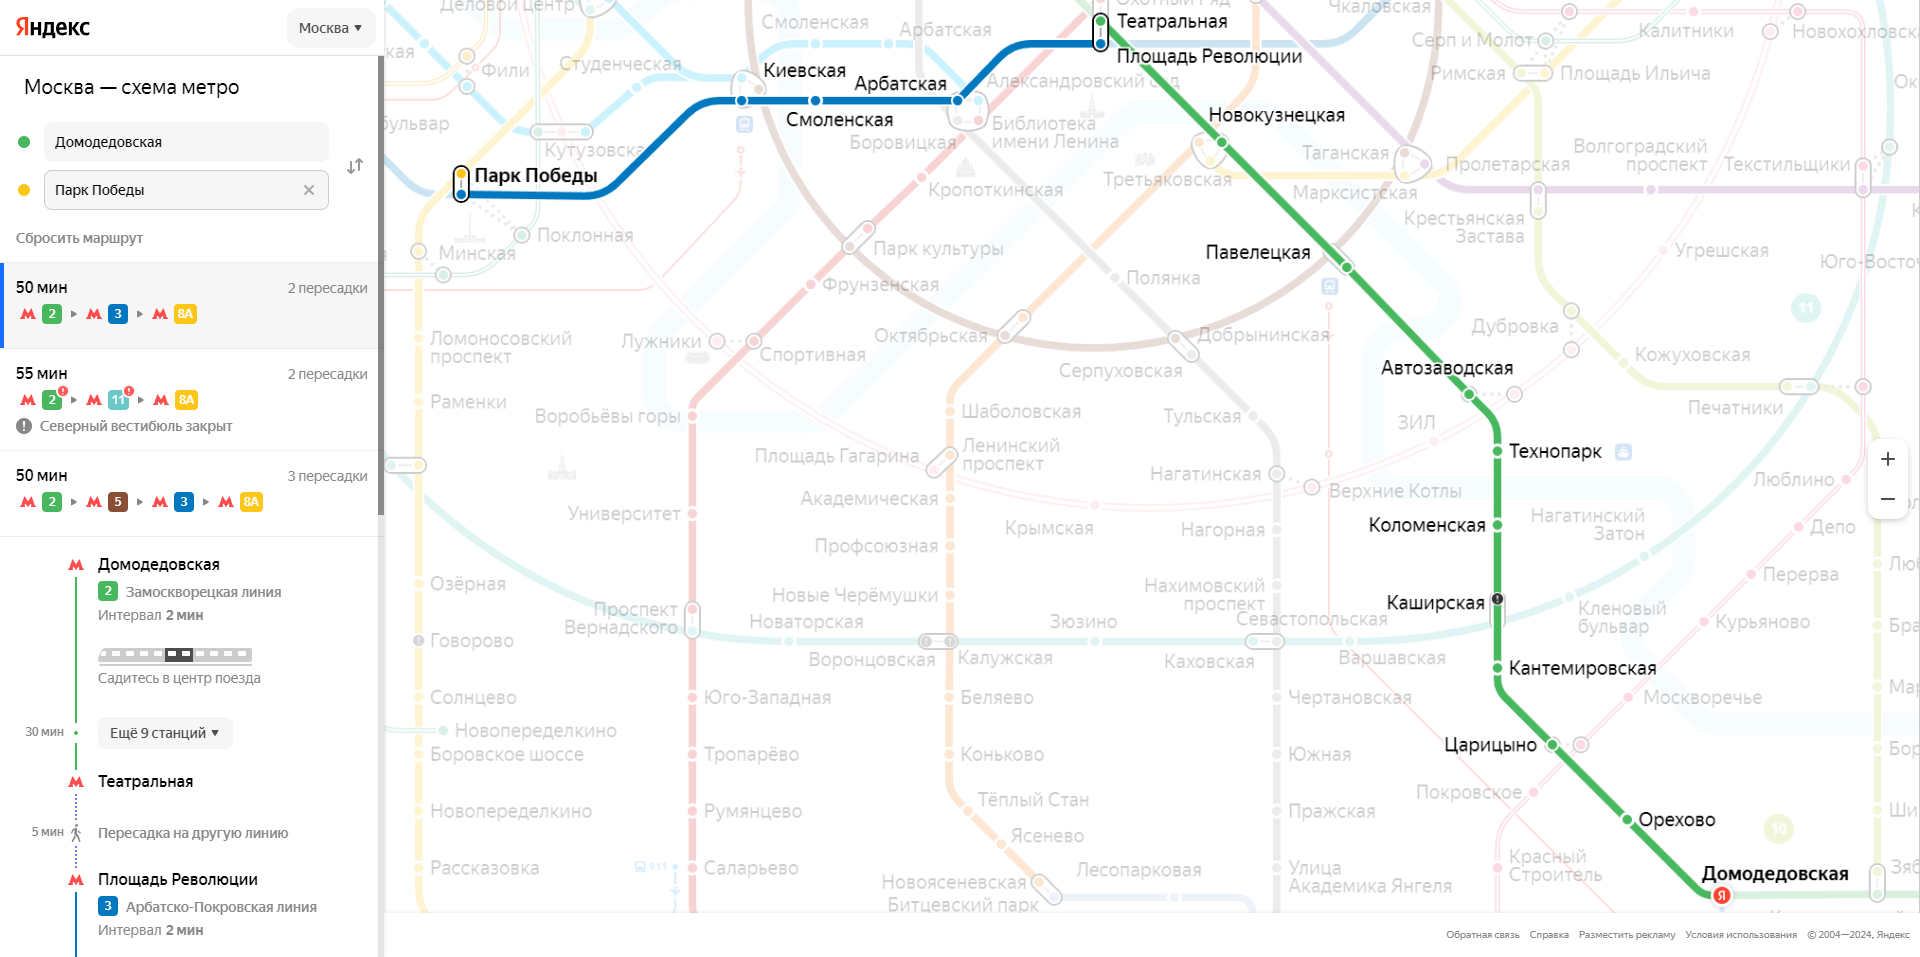 Яндекс
Москва
Москва — схема метро
Домодедовская
Парк Победы
Сбросить маршрут
50 мин
2 пересадки
2
3
8А
55 мин
2 пересадки
2
11
8А
Северный вестибюль закрыт
50 мин
3 пересадки
2
5
3
8А
Домодедовская
2 Замоскворецкая линия
Интервал 2 мин
Садитесь в центр поезда
30 мин
Ещё 9 станций
Театральная
5 мин
Пересадка на другую линию
Площадь Революции
3 Арбатско-Покровская линия
Интервал 2 мин
Деловой центр
Смоленская
Арбатская
Охотный Ряд
Театральная
Чкаловская
Площадь Революции
Серп и Молот
Калитники
Новохохловска
Фили
Студенческая
Киевская
Арбатская
Александровский сад
Римская
Площадь Ильича
Смоленская
Новокузнецкая
бульвар
Кутузовска
Боровицкая
Библиотека
имени Ленина
Таганская
Пролетарская
Волгоградский
проспект
Текстильщики
Парк Победы
Кропоткинская
Третьяковская
Марксистская
Крестьянская
Застава
Поклонная
Минская
Парк культуры
Павелецкая
Угрешская
Юго-Восточ
Полянка
Фрунзенская
11
Ломоносовский
проспект
Лужники
Спортивная
Октябрьская
Добрынинская
Дубровка
Кожуховская
Серпуховская
Автозаводская
Раменки
Воробьёвы горы
Шаболовская
Тульская
ЗИЛ
Печатники
Площадь Гагарина
Ленинский
проспект
Технопарк
Нагатинская
Люблино
Верхние Котлы
Академическая
Университет
Крымская
Нагорная
Коломенская
Нагатинский
Затон
Депо
Профсоюзная
Озёрная
Новые Черёмушки
Нахимовский
проспект
Перерва
Проспект
Вернадского
Новаторская
Зюзино
Севастопольская
Каширская
Кленовый
бульвар
Курьяново
Говорово
Воронцовская
Калужская
Каховская
Варшавская
Кантемировская
Солнцево
Юго-Западная
Беляево
Чертановская
Москворечье
Новопеределкино
Боровское шоссе
Тропарёво
Коньково
Южная
Царицыно
Новопеределкино
Румянцево
Тёплый Стан
Пражская
Покровское
Орехово
10
Ясенево
Рассказовка
911
Саларьево
Новоясеневская
Битцевский парк
Лесопарковая
Улица
Академика Янгеля
Красный
Строитель
Домодедовская
Я
Обратная связь
Справка
Разместить рекламу
Условия использования
© 2004—2024, Яндекс